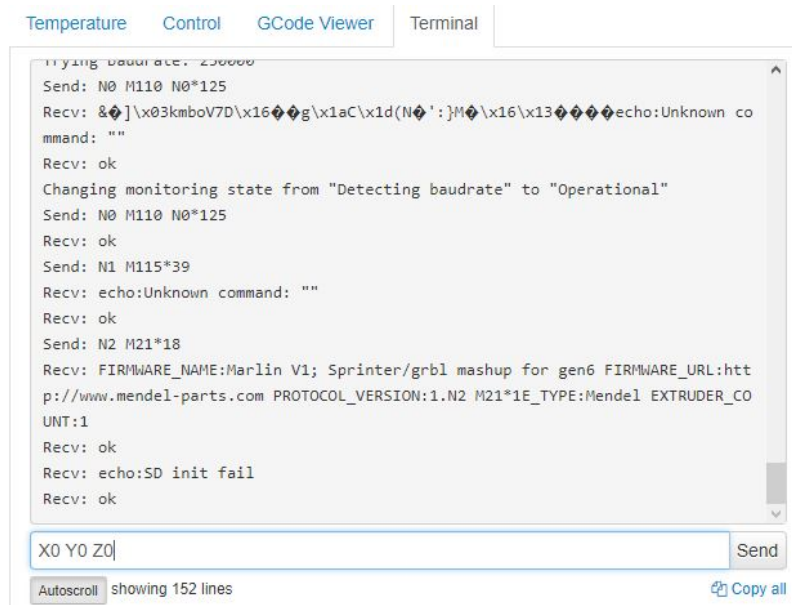 Temperature Control GCode Viewer Terminal
Trying baudrate: 250000
Send: N0 M110 N0*125
Recv: &�]\x03kmboV7D\x16��g\x1aC\x1d(N�':}M�\x16\x13����echo:Unknown co
mmand: ""
Recv: ok
Changing monitoring state from "Detecting baudrate" to "Operational"
Send: N0 M110 N0*125
Recv: ok
Send: N1 M115*39
Recv: echo:Unknown command: ""
Recv: ok
Send: N2 M21*18
Recv: FIRMWARE_NAME:Marlin V1; Sprinter/grbl mashup for gen6 FIRMWARE_URL:htt
p://www.mendel-parts.com PROTOCOL_VERSION:1.N2 M21*1E_TYPE:Mendel EXTRUDER_CO
UNT:1
Recv: ok
Recv: echo:SD init fail
Recv: ok
X0 Y0 Z0 Send
Autoscroll showing 152 lines Copy all